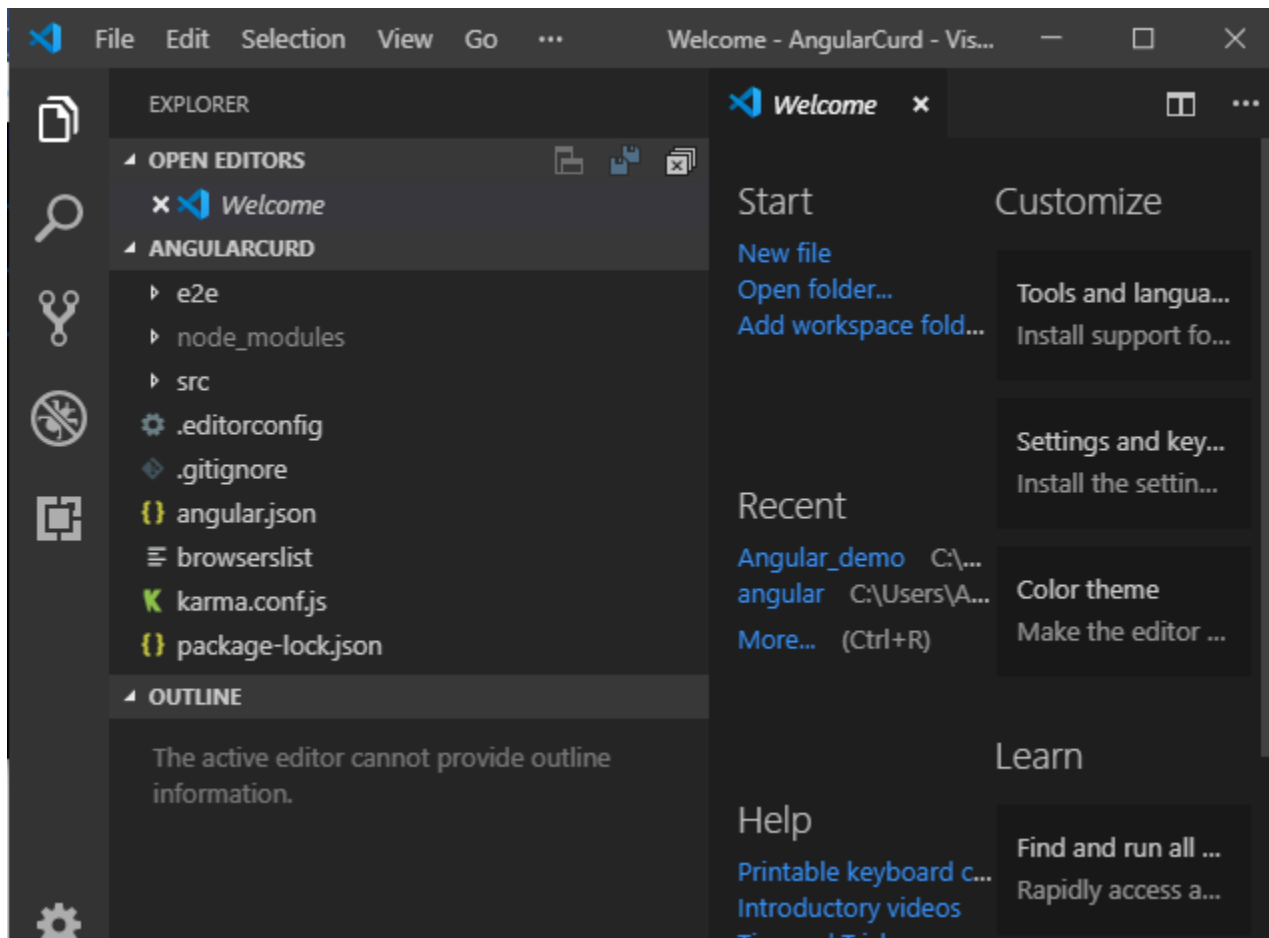 File Edit Selection View Go ··· Welcome - AngularCurd - Vis...
EXPLORER
OPEN EDITORS
Welcome
ANGULARCURD
e2e
node_modules
src
.editorconfig
.gitignore
angular.json
browserslist
karma.conf.js
package-lock.json
OUTLINE
The active editor cannot provide outline
information.
Welcome
Start
New file
Open folder...
Add workspace fold...
Recent
Angular_demo C:\...
angular C:\Users\A...
More... (Ctrl+R)
Help
Printable keyboard c...
Introductory videos
Customize
Tools and langua...
Install support fo...
Settings and key...
Install the settin...
Color theme
Make the editor ...
Learn
Find and run all ...
Rapidly access a...